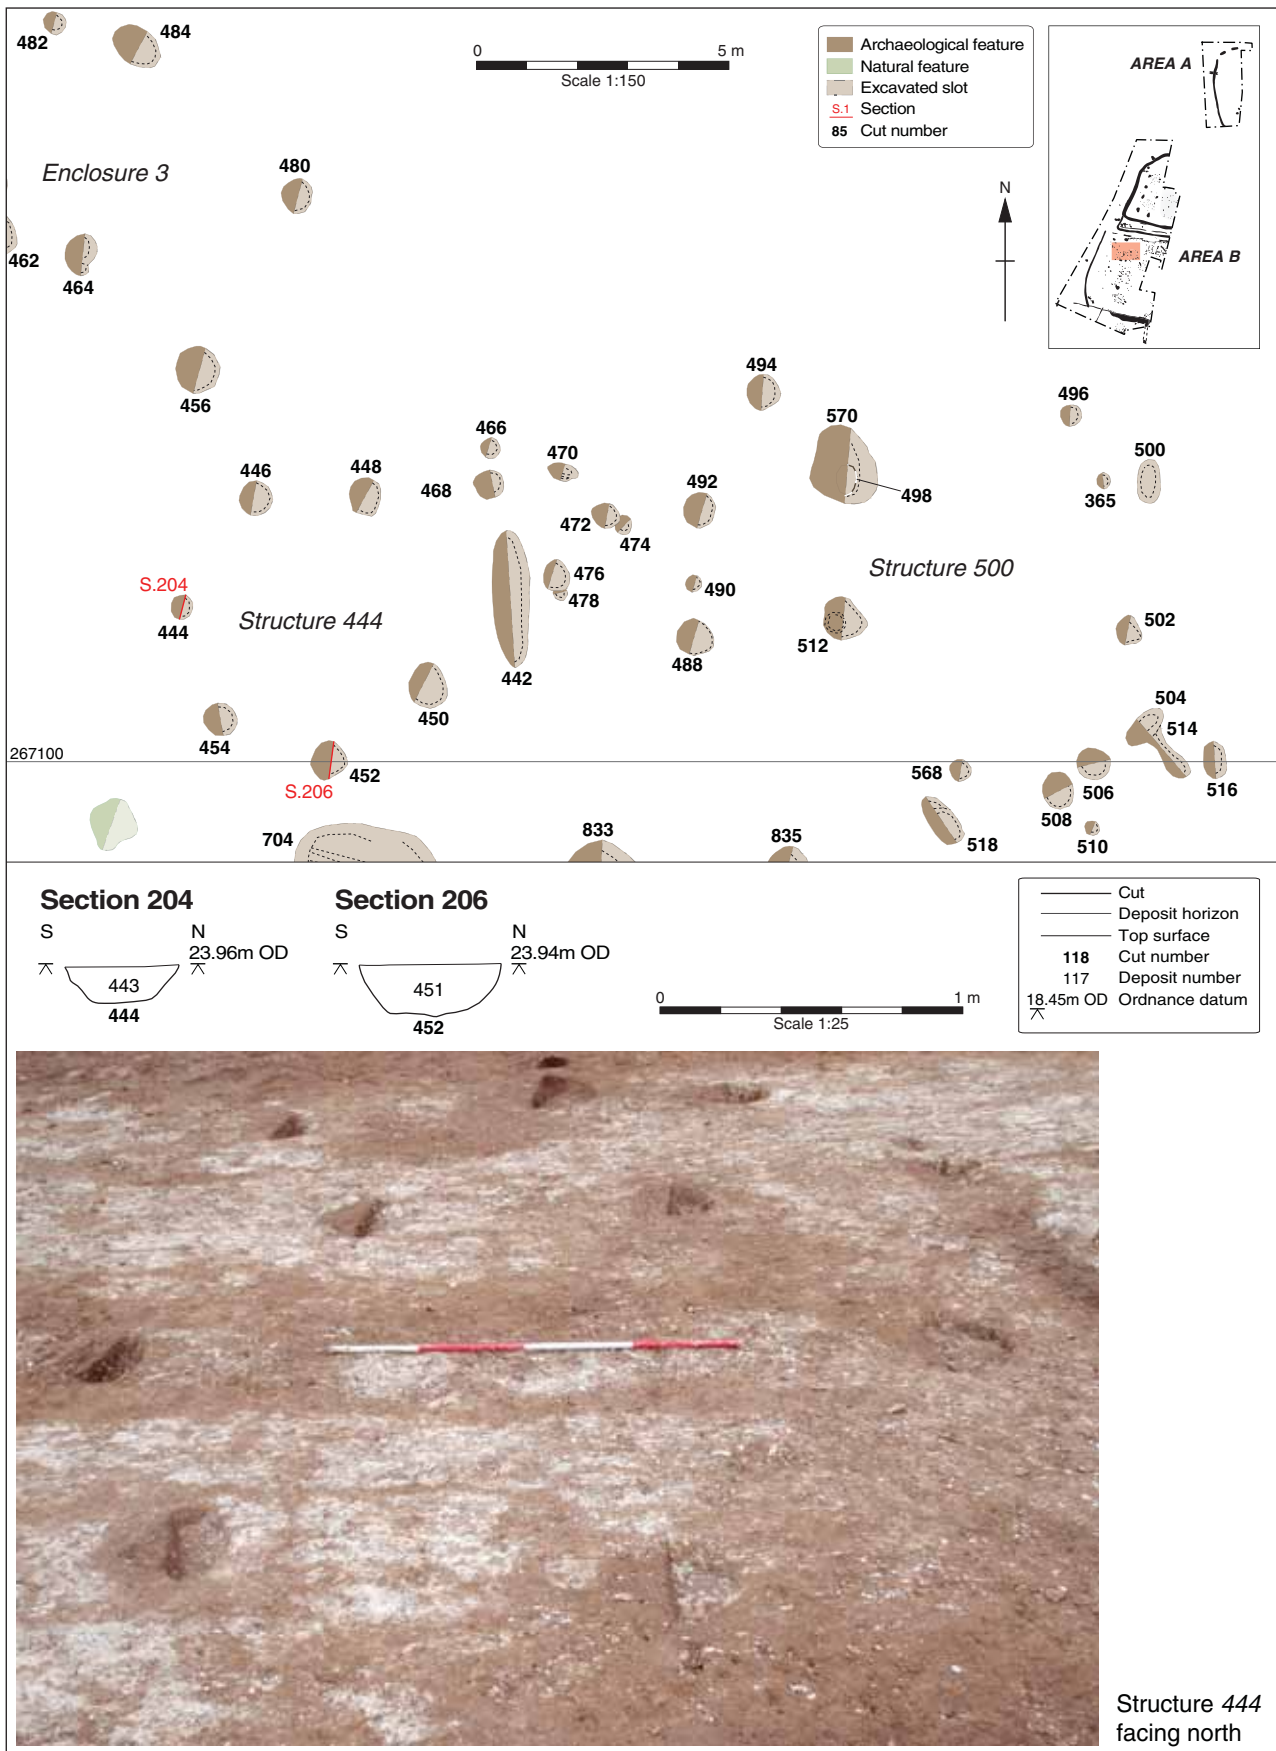 482
484
0 5 m
Scale 1:150
Archaeological feature
Natural feature
Excavated slot
S.1 Section
85 Cut number
AREA A
AREA B
N
Enclosure 3
480
462
464
456
494
496
570
466
470
500
446
448
468
492
498
365
472
474
476
478
490
Structure 500
S.204
444
Structure 444
442
488
512
502
450
504
514
454
267100
452
S.206
568
506
516
508
510
518
704
833
835
Section 204
S N
23.96m OD
443
444
Section 206
S N
23.94m OD
451
452
0 1 m
Scale 1:25
Cut
Deposit horizon
Top surface
118 Cut number
117 Deposit number
18.45m OD Ordnance datum
Structure 444
facing north